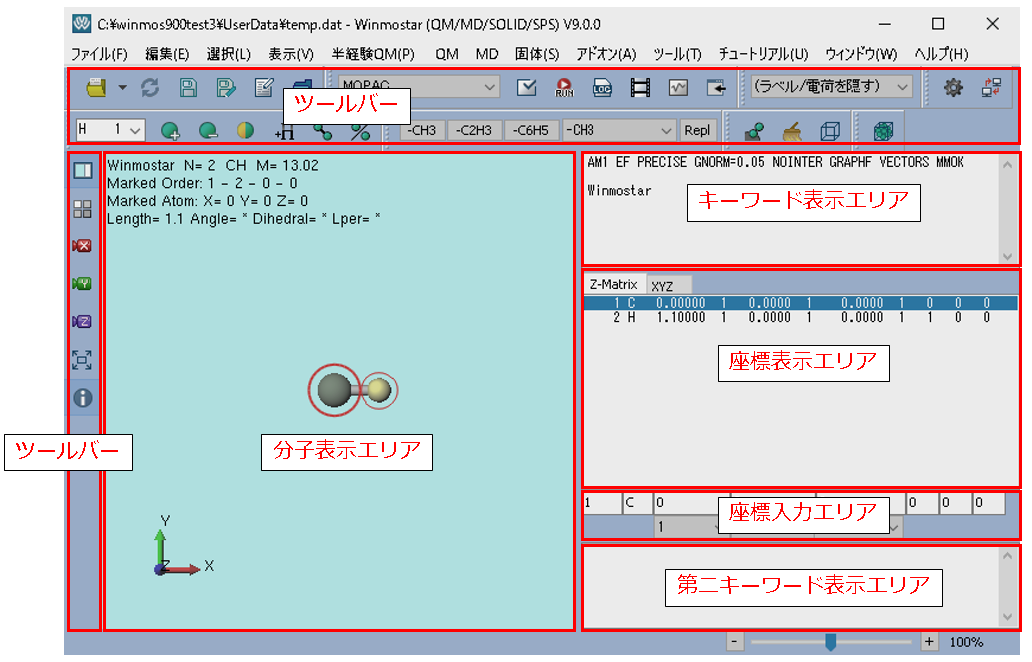 C:¥winmos900test3¥UserData¥temp.dat - Winmostar (QM/MD/SOLID/SPS) V9.0.0
ファイル(F) 編集(E) 選択(L) 表示(V) 半経験QM(P) QM MD 固体(S) アドオン(A) ツール(T) チュートリアル(U) ウィンドウ(W) ヘルプ(H)
MOPAC RUN LOG (ラベル/電荷を隠す)
ツールバー
H 1 +H -CH3 -C2H3 -C6H5 -CH3 Repl
Winmostar N= 2 CH M= 13.02
Marked Order: 1 - 2 - 0 - 0
Marked Atom: X= 0 Y= 0 Z= 0
Length= 1.1 Angle= * Dihedral= * Lper= *
X
Y
Z
ツールバー
分子表示エリア
Y
X
Z
AM1 EF PRECISE GNORM=0.05 NOINTER GRAPHF VECTORS MMOK
Winmostar
キーワード表示エリア
Z-Matrix XYZ
1 C 0.00000 1 0.0000 1 0.0000 1 0 0 0
2 H 1.10000 1 0.0000 1 0.0000 1 1 0 0
座標表示エリア
1 C 0 0 0 0
1
座標入力エリア
第二キーワード表示エリア
- + 100%